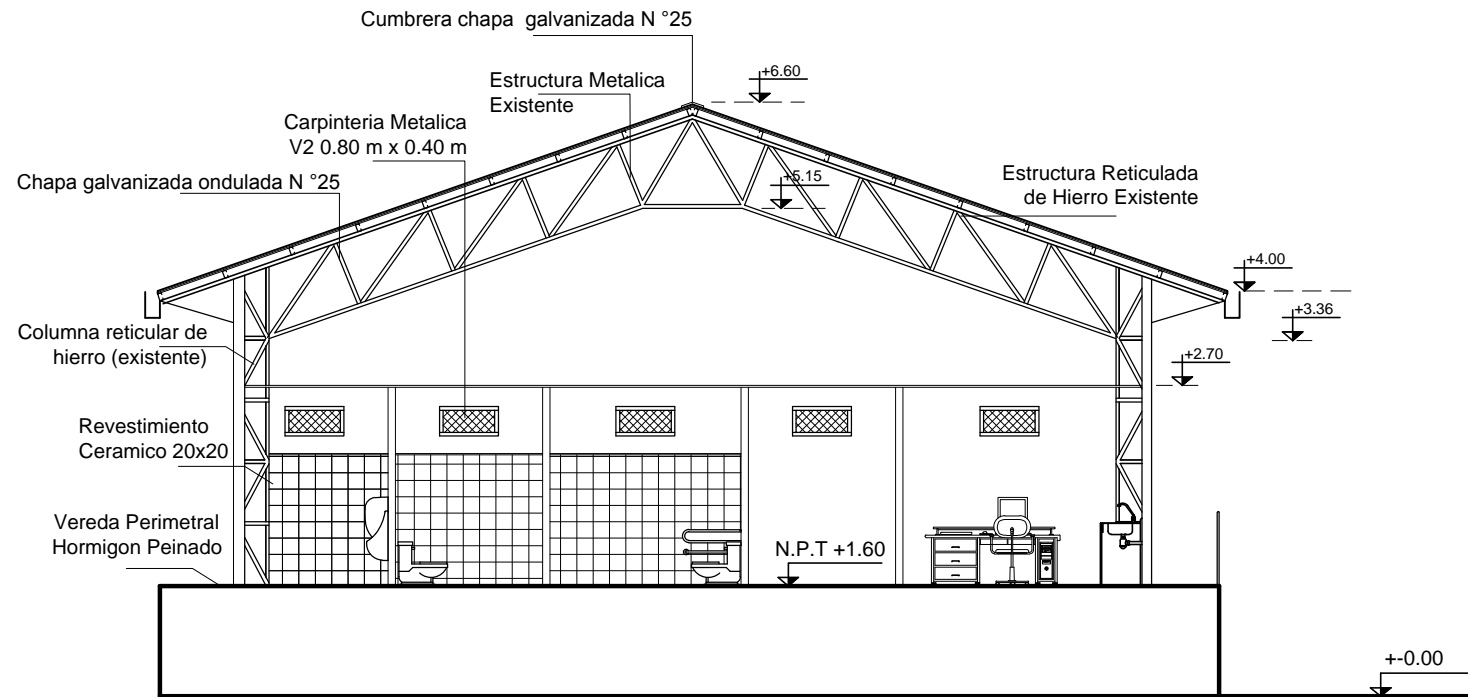 Cumbrera chapa galvanizada N °25
+6.60
Estructura Metalica
Existente
Carpinteria Metalica
V2 0.80 m x 0.40 m
Chapa galvanizada ondulada N °25
+5.15
Estructura Reticulada
de Hierro Existente
+4.00
+3.36
Columna reticular de
hierro (existente)
+2.70
Revestimiento
Ceramico 20x20
Vereda Perimetral
Hormigon Peinado
N.P.T +1.60
+-0.00